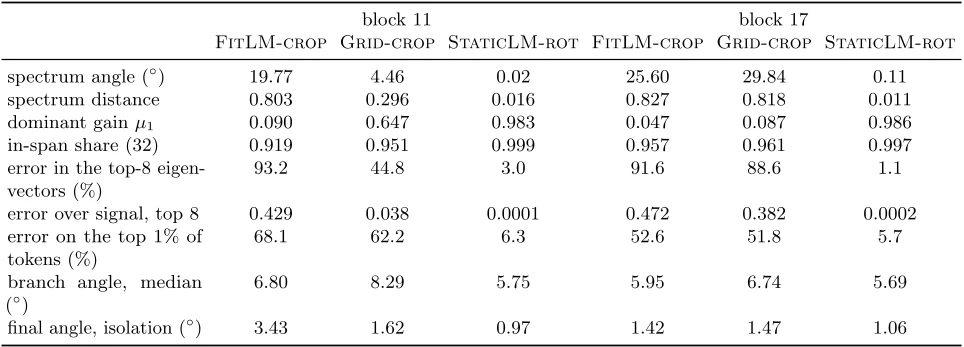 block 11 block 17
FITLM-CROP GRID-CROP STATICLM-ROT FITLM-CROP GRID-CROP STATICLM-ROT
spectrum angle (°) 19.77 4.46 0.02 25.60 29.84 0.11
spectrum distance 0.803 0.296 0.016 0.827 0.818 0.011
dominant gain μ₁ 0.090 0.647 0.983 0.047 0.087 0.986
in-span share (32) 0.919 0.951 0.999 0.957 0.961 0.997
error in the top-8 eigen- 93.2 44.8 3.0 91.6 88.6 1.1
vectors (%)
error over signal, top 8 0.429 0.038 0.0001 0.472 0.382 0.0002
error on the top 1% of 68.1 62.2 6.3 52.6 51.8 5.7
tokens (%)
branch angle, median 6.80 8.29 5.75 5.95 6.74 5.69
(°)
final angle, isolation (°) 3.43 1.62 0.97 1.42 1.47 1.06